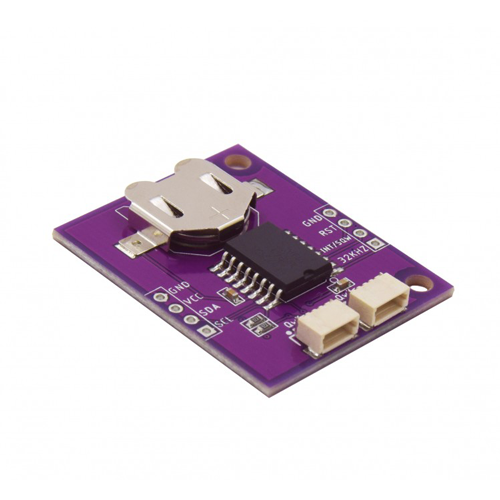 GND
RST
INT/SQW
32KHZ
GND
VCC
SDA
SCL